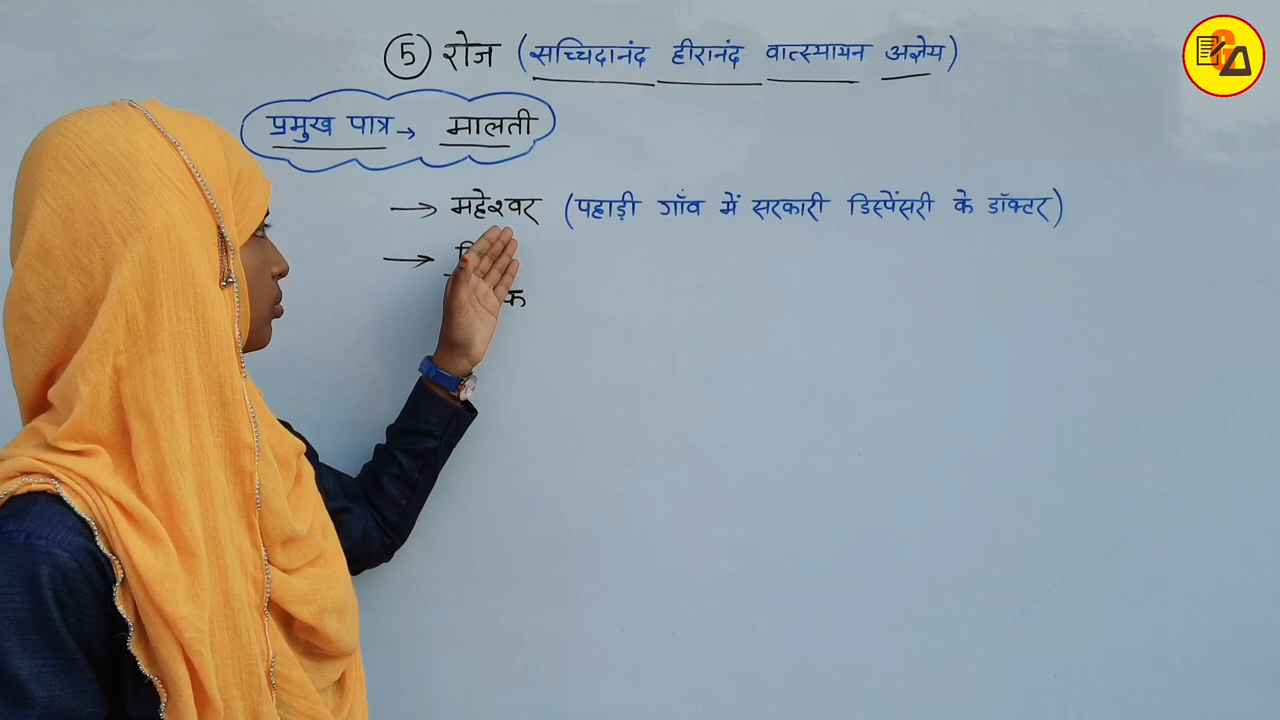 5 रोज (सच्चिदानंद हीरानंद वात्स्यायन अज्ञेय)
प्रमुख पात्र → मालती
→ महेश्वर (पहाड़ी गाँव में सरकारी डिस्पेंसरी के डॉक्टर)
→